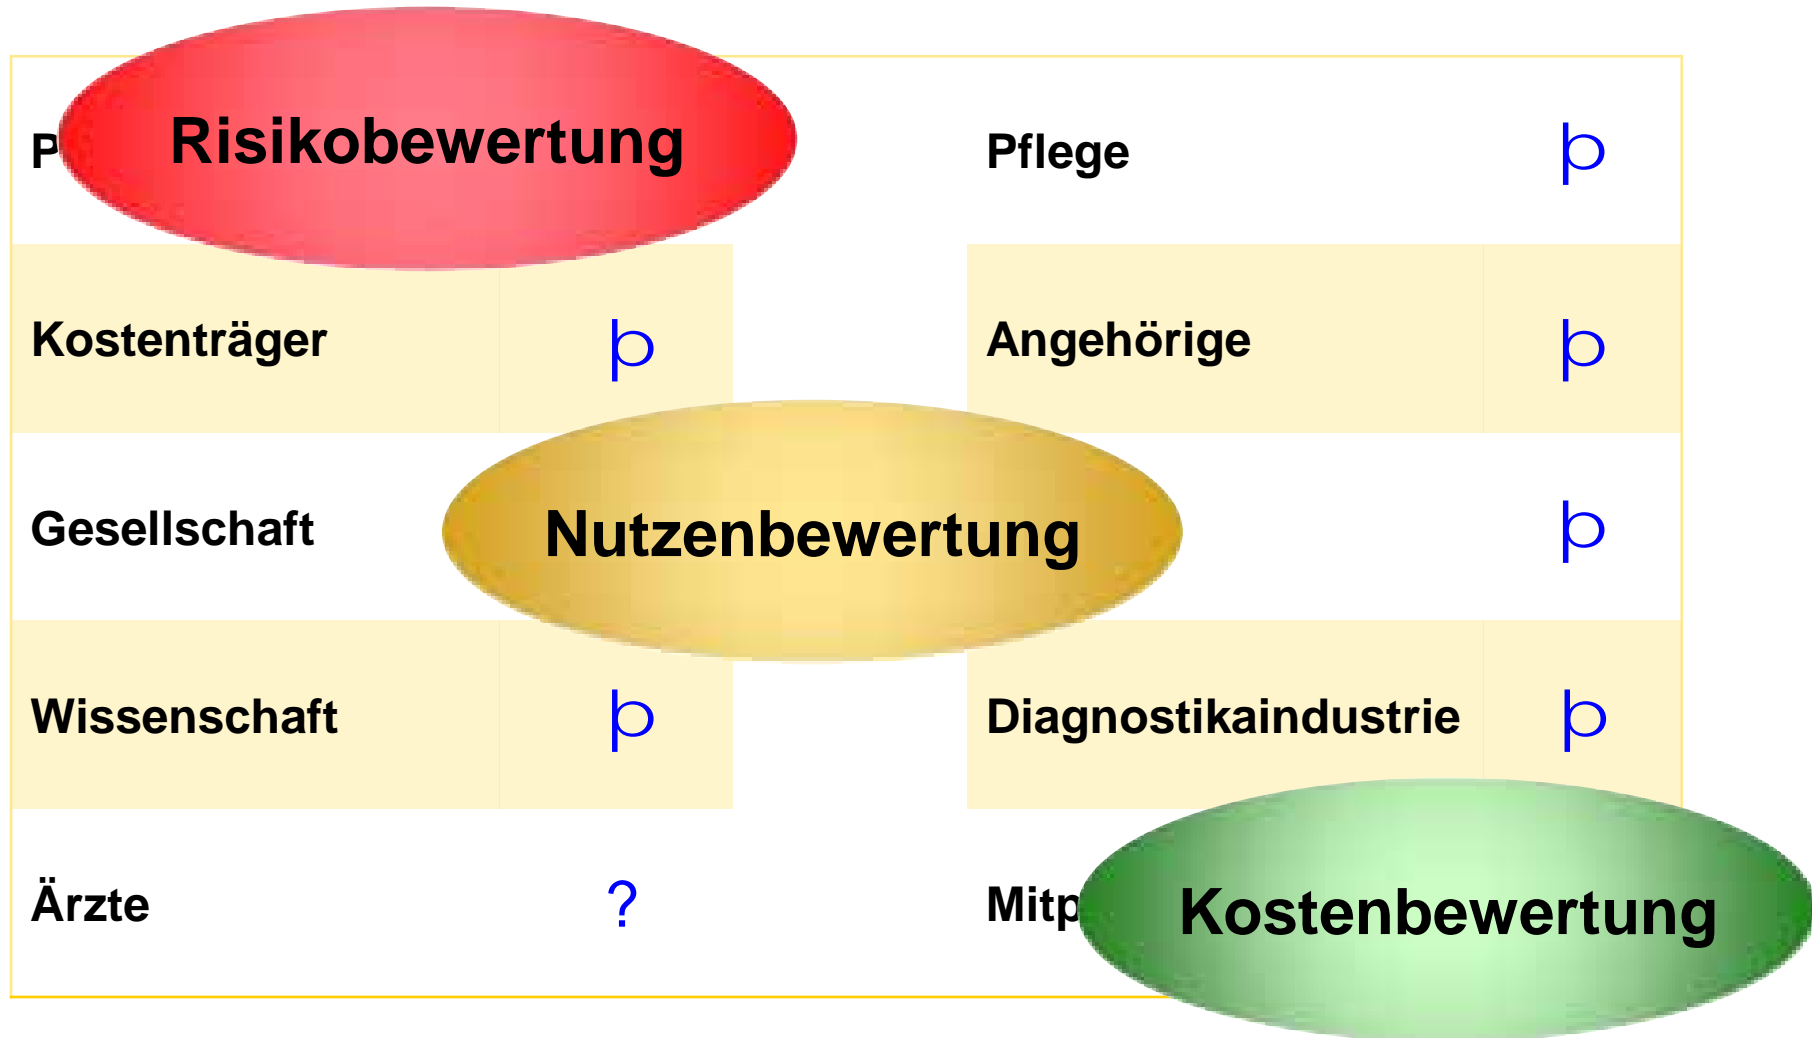 Risikobewertung
P
Pflege þ
Kostenträger þ Angehörige þ
Gesellschaft þ
Nutzenbewertung
Wissenschaft þ Diagnostikaindustrie þ
Ärzte ? Mitp
Kostenbewertung